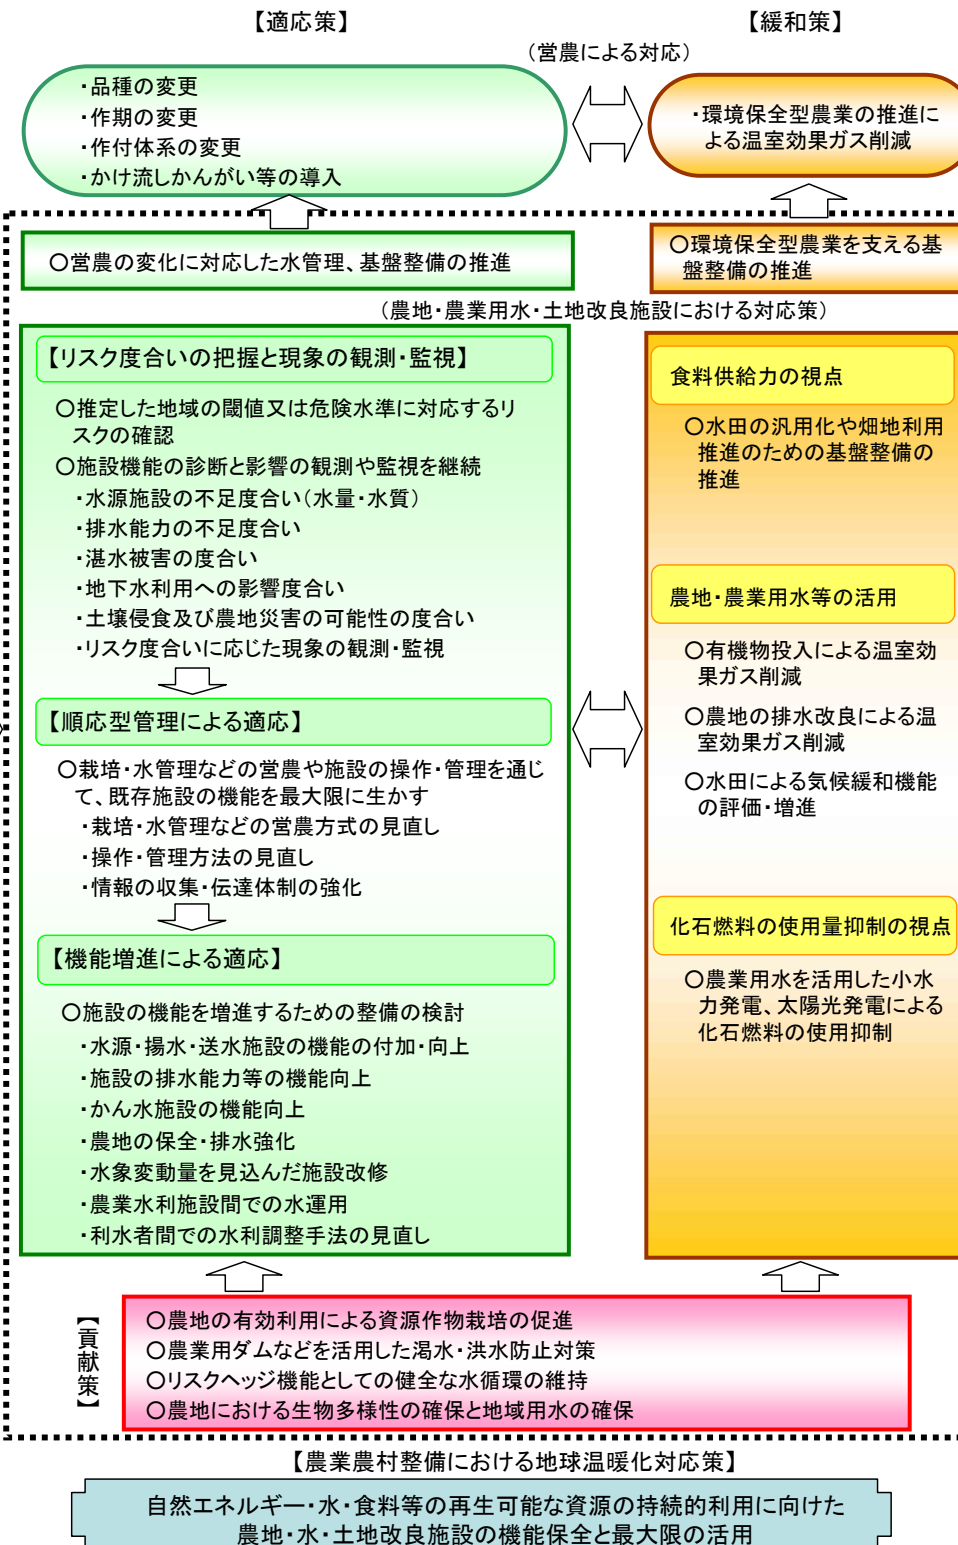 【適応策】
【緩和策】
（営農による対応）
・品種の変更
・作期の変更
・作付体系の変更
・かけ流しかんがい等の導入
・環境保全型農業の推進に
よる温室効果ガス削減
〇営農の変化に対応した水管理、基盤整備の推進
〇環境保全型農業を支える基
盤整備の推進
（農地・農業用水・土地改良施設における対応策）
【リスク度合いの把握と現象の観測・監視】
〇推定した地域の閾値又は危険水準に対応するリ
スクの確認
〇施設機能の診断と影響の観測や監視を継続
・水源施設の不足度合い（水量・水質）
・排水能力の不足度合い
・湛水被害の度合い
・地下水利用への影響度合い
・土壌侵食及び農地災害の可能性の度合い
・リスク度合いに応じた現象の観測・監視
【順応型管理による適応】
〇栽培・水管理などの営農や施設の操作・管理を通じ
て、既存施設の機能を最大限に生かす
・栽培・水管理などの営農方式の見直し
・操作・管理方法の見直し
・情報の収集・伝達体制の強化
【機能増進による適応】
〇施設の機能を増進するための整備の検討
・水源・揚水・送水施設の機能の付加・向上
・施設の排水能力等の機能向上
・かん水施設の機能向上
・農地の保全・排水強化
・水象変動量を見込んだ施設改修
・農業水利施設間での水運用
・利水者間での水利調整手法の見直し
食料供給力の視点
〇水田の汎用化や畑地利用
推進のための基盤整備の
推進
農地・農業用水等の活用
〇有機物投入による温室効
果ガス削減
〇農地の排水改良による温
室効果ガス削減
〇水田による気候緩和機能
の評価・増進
化石燃料の使用量抑制の視点
〇農業用水を活用した小水
力発電、太陽光発電による
化石燃料の使用抑制
【貢献策】
〇農地の有効利用による資源作物栽培の促進
〇農業用ダムなどを活用した渇水・洪水防止対策
〇リスクヘッジ機能としての健全な水循環の維持
〇農地における生物多様性の確保と地域用水の確保
【農業農村整備における地球温暖化対応策】
自然エネルギー・水・食料等の再生可能な資源の持続的利用に向けた
農地・水・土地改良施設の機能保全と最大限の活用